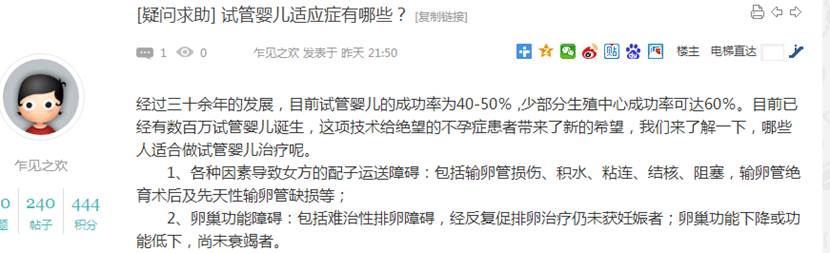 [疑问求助] 试管婴儿适应症有哪些？ [复制链接]
1 0 乍见之欢 发表于 昨天 21:50 楼主 电梯直达
经过三十余年的发展，目前试管婴儿的成功率为40-50%，少部分生殖中心成功率可达60%。目前已
经有数百万试管婴儿诞生，这项技术给绝望的不孕症患者带来了新的希望，我们来了解一下，哪些
人适合做试管婴儿治疗呢。
乍见之欢
1、各种因素导致女方的配子运送障碍：包括输卵管损伤、积水、粘连、结核、阻塞，输卵管绝
育术后及先天性输卵管缺损等；
0 240 444
题 帖子 积分
2、卵巢功能障碍：包括难治性排卵障碍，经反复促排卵治疗仍未获妊娠者；卵巢功能下降或功
能低下，尚未衰竭者。